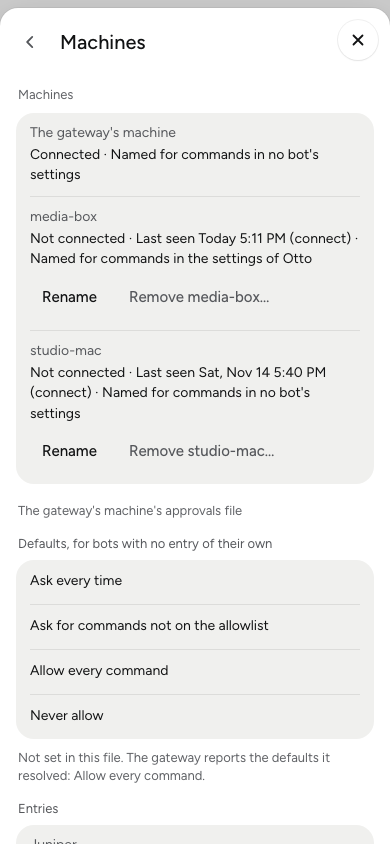 Machines
Machines
The gateway's machine
Connected · Named for commands in no bot's
settings
media-box
Not connected · Last seen Today 5:11 PM (connect) ·
Named for commands in the settings of Otto
Rename
Remove media-box...
studio-mac
Not connected · Last seen Sat, Nov 14 5:40 PM
(connect) · Named for commands in no bot's
settings
Rename
Remove studio-mac...
The gateway's machine's approvals file
Defaults, for bots with no entry of their own
Ask every time
Ask for commands not on the allowlist
Allow every command
Never allow
Not set in this file. The gateway reports the defaults it
resolved: Allow every command.
Entries